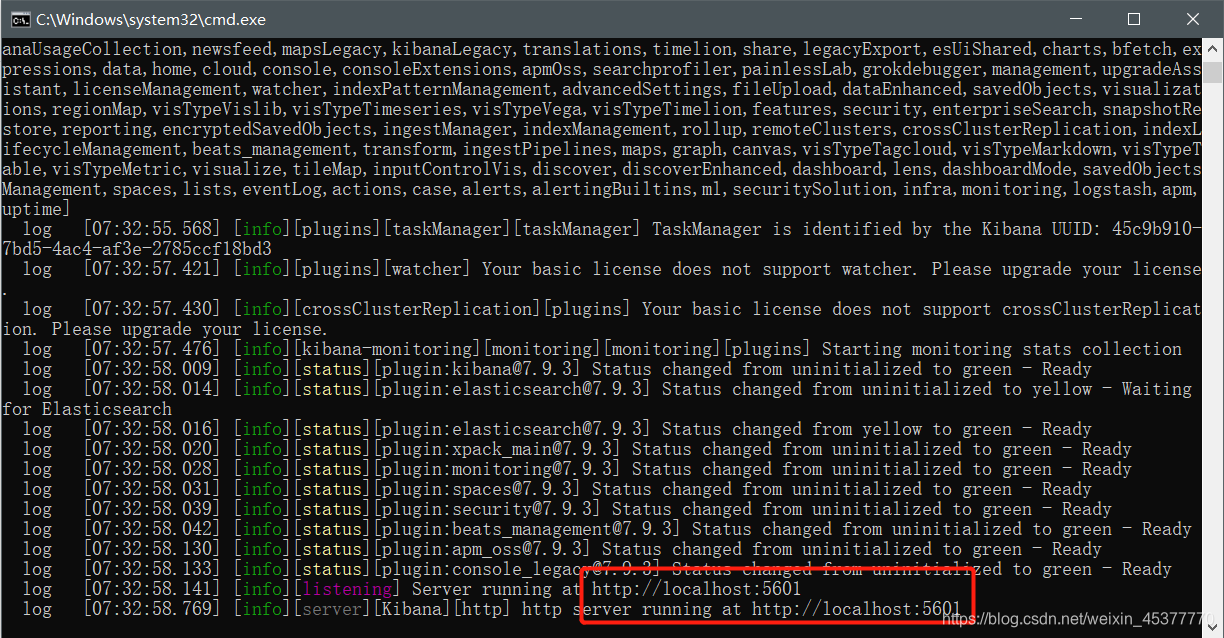 C:\Windows\system32\cmd.exe
anaUsageCollection,newsfeed,mapsLegacy,kibanaLegacy,translations,timelion,share,legacyExport,esUiShared,charts,bfetch,ex
pressions,data,home,cloud,console,consoleExtensions,apmOss,searchprofiler,painlessLab,grokdebugger,management,upgradeAss
istant,licenseManagement,watcher,indexPatternManagement,advancedSettings,fileUpload,dataEnhanced,savedObjects,visualizat
ions,regionMap,visTypeVislib,visTypeTimeseries,visTypeVega,visTypeTimelion,features,security,enterpriseSearch,snapshotRe
store,reporting,encryptedSavedObjects,ingestManager,indexManagement,rollup,remoteClusters,crossClusterReplication,indexL
ifecycleManagement,beats_management,transform,ingestPipelines,maps,graph,canvas,visTypeTagcloud,visTypeMarkdown,visTypeT
able,visTypeMetric,visualize,tileMap,inputControlVis,discover,discoverEnhanced,dashboard,lens,dashboardMode,savedObjects
Management,spaces,lists,eventLog,actions,case,alerts,alertingBuiltins,ml,securitySolution,infra,monitoring,logstash,apm,
uptime]
log [07:32:55.568] [info][plugins][taskManager][taskManager] TaskManager is identified by the Kibana UUID: 45c9b910-
7bd5-4ac4-af3e-2785ccf18bd3
log [07:32:57.421] [info][plugins][watcher] Your basic license does not support watcher. Please upgrade your license
.
log [07:32:57.430] [info][crossClusterReplication][plugins] Your basic license does not support crossClusterReplicat
ion. Please upgrade your license.
log [07:32:57.476] [info][kibana-monitoring][monitoring][monitoring][plugins] Starting monitoring stats collection
log [07:32:58.009] [info][status][plugin:kibana@7.9.3] Status changed from uninitialized to green - Ready
log [07:32:58.014] [info][status][plugin:elasticsearch@7.9.3] Status changed from uninitialized to yellow - Waiting
for Elasticsearch
log [07:32:58.016] [info][status][plugin:elasticsearch@7.9.3] Status changed from yellow to green - Ready
log [07:32:58.020] [info][status][plugin:xpack_main@7.9.3] Status changed from uninitialized to green - Ready
log [07:32:58.028] [info][status][plugin:monitoring@7.9.3] Status changed from uninitialized to green - Ready
log [07:32:58.031] [info][status][plugin:spaces@7.9.3] Status changed from uninitialized to green - Ready
log [07:32:58.039] [info][status][plugin:security@7.9.3] Status changed from uninitialized to green - Ready
log [07:32:58.042] [info][status][plugin:beats_management@7.9.3] Status changed from uninitialized to green - Ready
log [07:32:58.130] [info][status][plugin:apm_oss@7.9.3] Status changed from uninitialized to green - Ready
log [07:32:58.133] [info][status][plugin:console_legacy@7.9.3] Status changed from uninitialized to green - Ready
log [07:32:58.141] [info][listening] Server running at http://localhost:5601
log [07:32:58.769] [info][server][Kibana][http] http server running at http://localhost:5601
https://blog.csdn.net/weixin_45377770